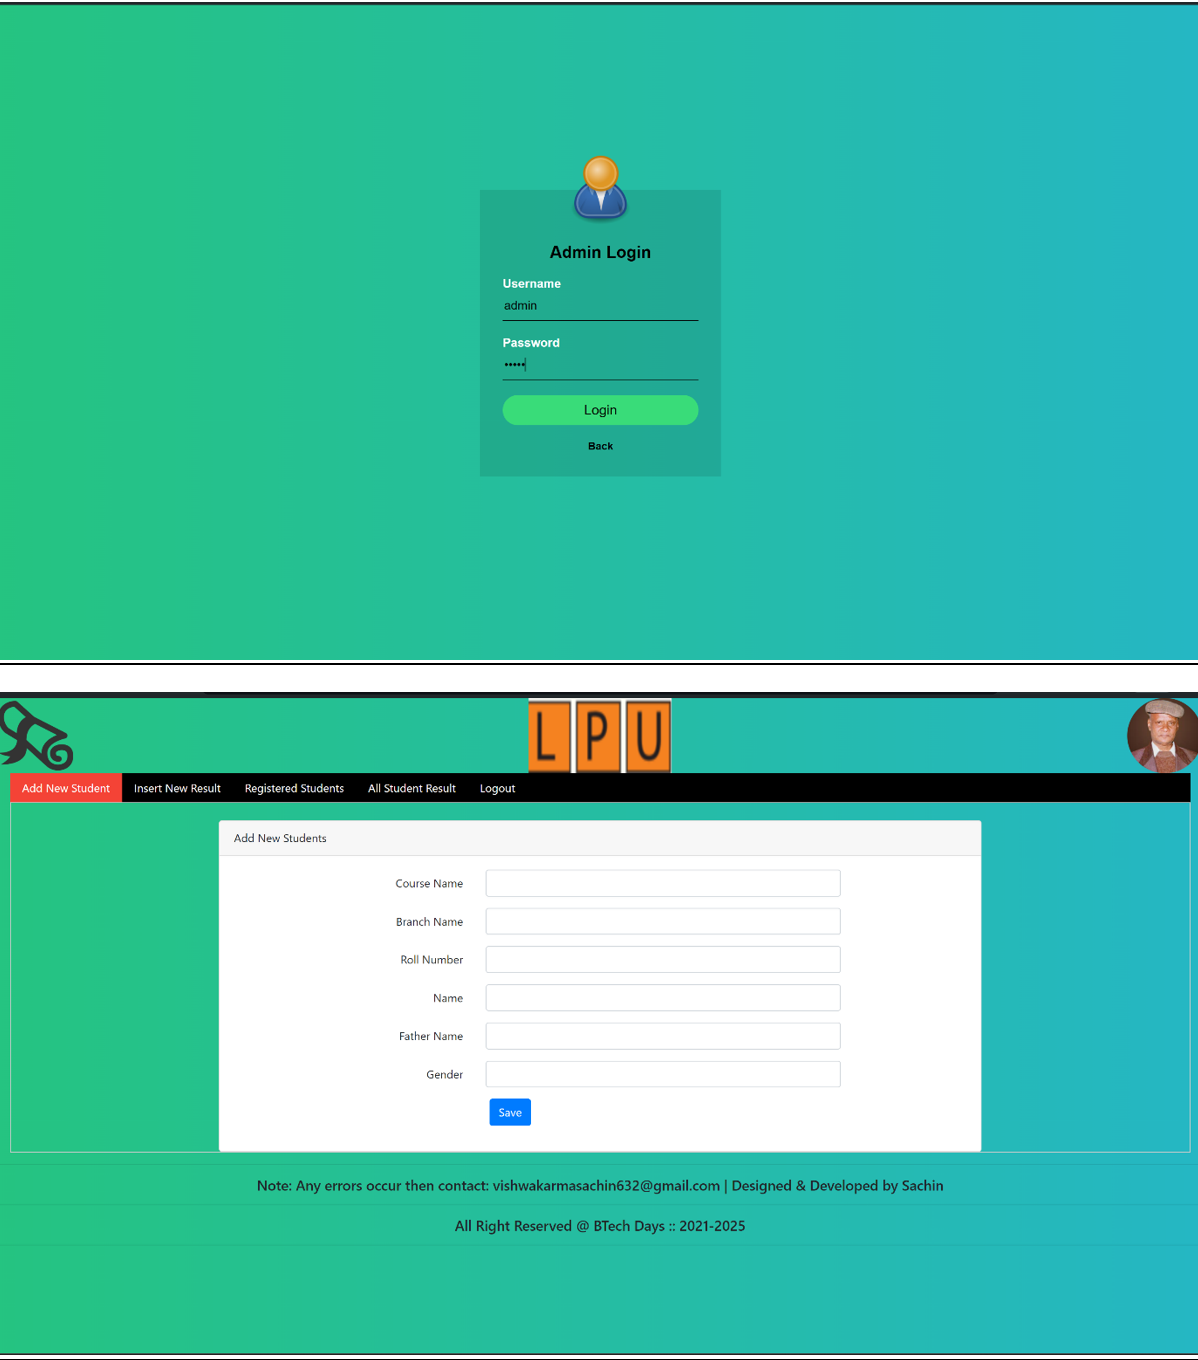 Admin Login
Username
admin
Password
•••••
Login
Back
LPU
Add New Student Insert New Result Registered Students All Student Result Logout
Add New Students
Course Name
Branch Name
Roll Number
Name
Father Name
Gender
Save
Note: Any errors occur then contact: vishwakarmasachin632@gmail.com | Designed & Developed by Sachin
All Right Reserved @ BTech Days :: 2021-2025